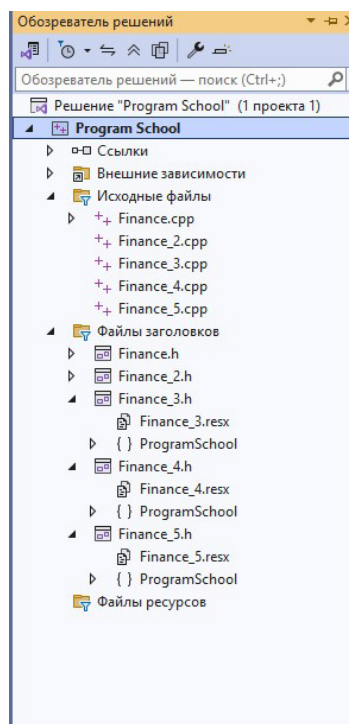 Обозреватель решений
Обозреватель решений — поиск (Ctrl+;)
Решение "Program School" (1 проекта 1)
Program School
Ссылки
Внешние зависимости
Исходные файлы
Finance.cpp
Finance_2.cpp
Finance_3.cpp
Finance_4.cpp
Finance_5.cpp
Файлы заголовков
Finance.h
Finance_2.h
Finance_3.h
Finance_3.resx
{ } ProgramSchool
Finance_4.h
Finance_4.resx
{ } ProgramSchool
Finance_5.h
Finance_5.resx
{ } ProgramSchool
Файлы ресурсов